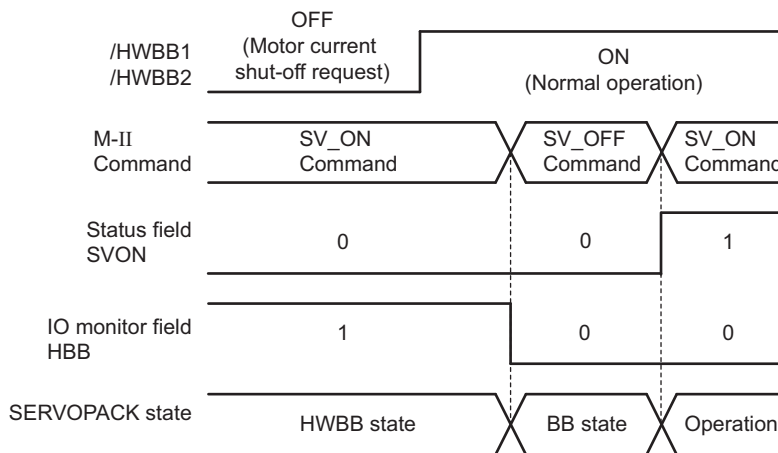 OFF
(Motor current
shut-off request)
/HWBB1
/HWBB2
ON
(Normal operation)
M-II
Command
SV_ON
Command
SV_OFF
Command
SV_ON
Command
Status field
SVON
0
0
1
IO monitor field
HBB
1
0
0
SERVOPACK state
HWBB state
BB state
Operation